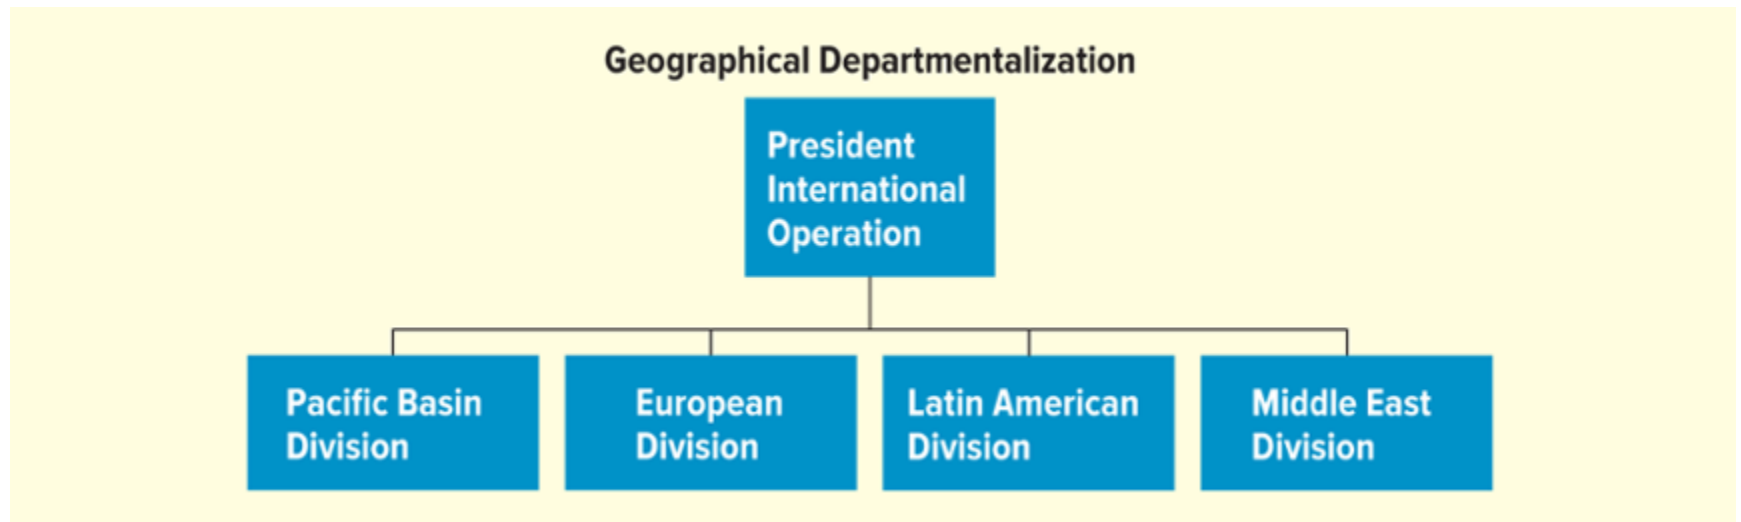 Geographical Departmentalization
President
International
Operation
Pacific Basin
Division
European
Division
Latin American
Division
Middle East
Division